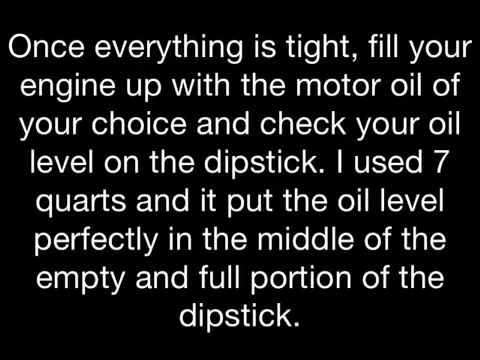 Once everything is tight, fill your
engine up with the motor oil of
your choice and check your oil
level on the dipstick. I used 7
quarts and it put the oil level
perfectly in the middle of the
empty and full portion of the
dipstick.